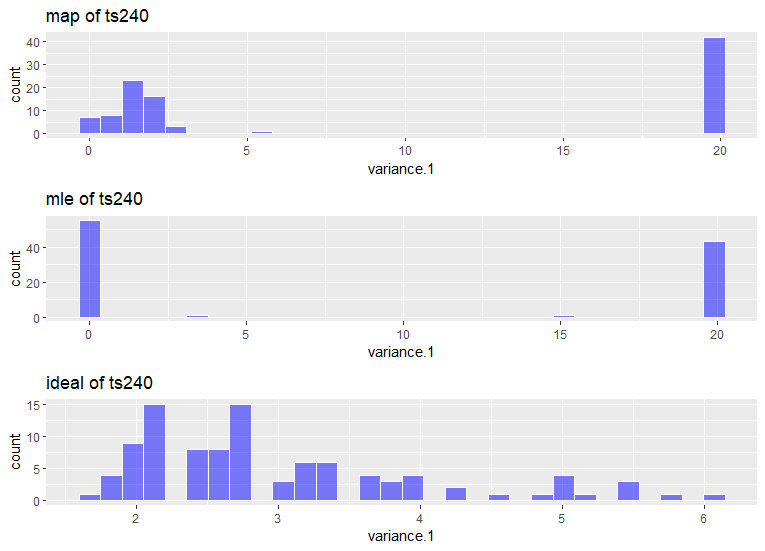 map of ts240
count
40
30
20
10
0
0 5 10 15 20
variance.1
mle of ts240
count
40
20
0
0 5 10 15 20
variance.1
ideal of ts240
count
15
10
5
0
2 3 4 5 6
variance.1